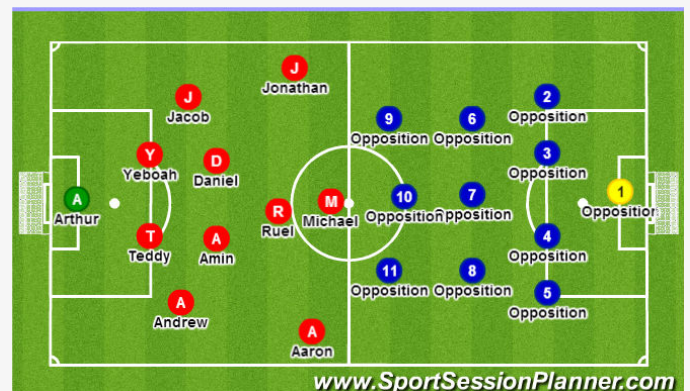 J
Jonathan
J
Jacob
2
Opposition
9
Opposition
6
Opposition
Y
Yeboah
D
Daniel
3
Opposition
A
Arthur
R
Ruel
M
Michael
10
Opposition
7
Opposition
1
Opposition
T
Teddy
A
Amin
4
Opposition
11
Opposition
8
Opposition
5
Opposition
A
Andrew
A
Aaron
www.SportSessionPlanner.com